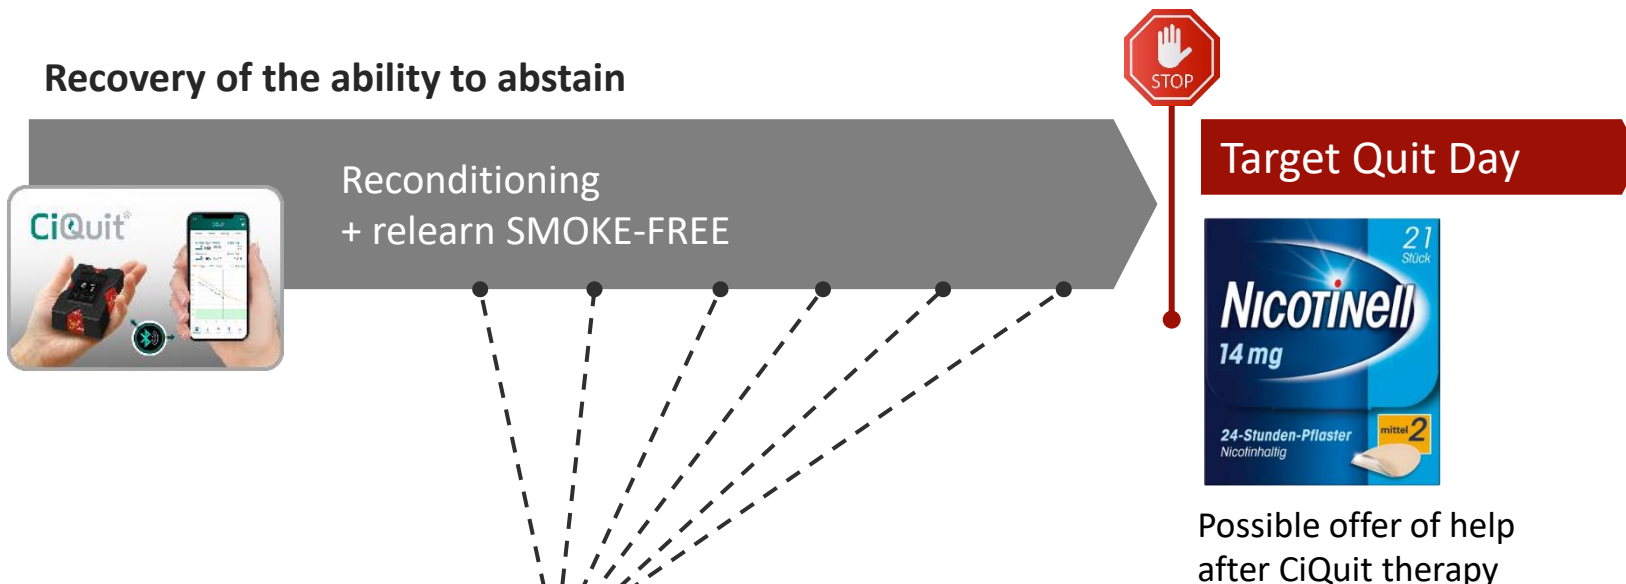 Recovery of the ability to abstain
STOP
Reconditioning
+ relearn SMOKE-FREE
Target Quit Day
CiQuit®
21
Stück
NICOTINELL
14 mg
24-Stunden-Pflaster
Nicotinhaltig
mittel 2
Possible offer of help
after CiQuit therapy